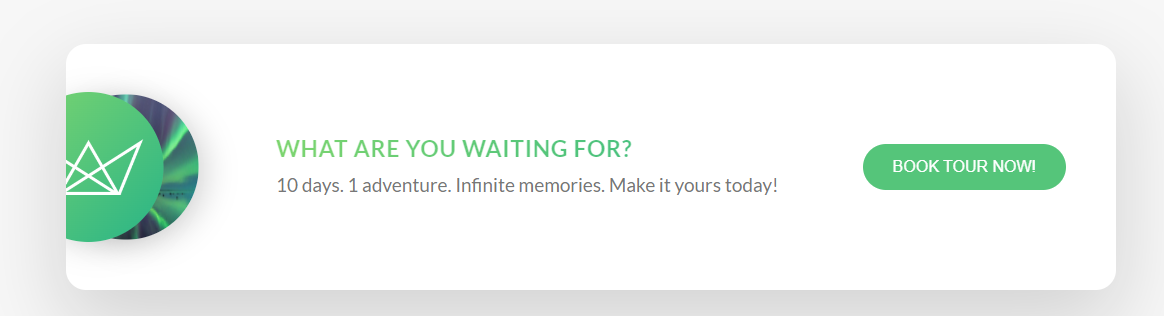 WHAT ARE YOU WAITING FOR?
10 days. 1 adventure. Infinite memories. Make it yours today!
BOOK TOUR NOW!